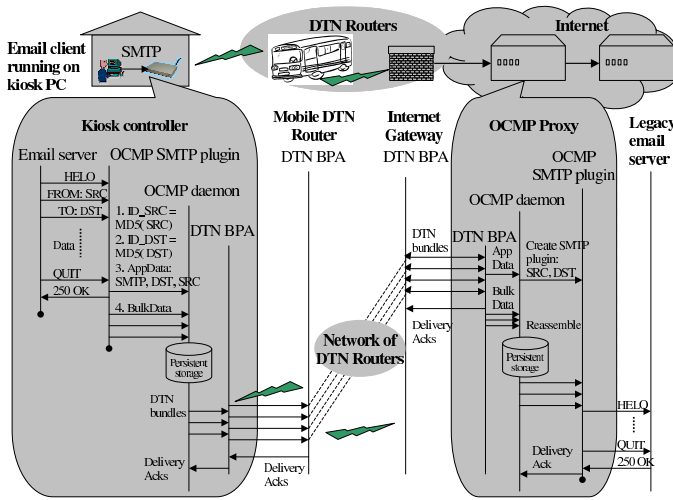 DTN Routers
Internet
Email client
running on
kiosk PC
SMTP
Kiosk controller
Mobile DTN
Router
Internet
Gateway
OCMP Proxy
Legacy
email
server
Email server
OCMP SMTP plugin
DTN BPA
DTN BPA
OCMP
SMTP plugin
HELO
FROM: SRC
TO: DST
Data
QUIT
250 OK
OCMP daemon
1. ID_SRC =
MD5(SRC)
2. ID_DST =
MD5(DST)
3. AppData:
SMTP, DST, SRC
4. BulkData
DTN BPA
OCMP daemon
DTN
bundles
DTN BPA
App
Data
Create SMTP
plugin:
SRC, DST
Bulk
Data
Delivery
Acks
Reassemble
Network of
DTN Routers
Persistent
storage
Persistent
storage
DTN
bundles
Delivery
Acks
Delivery
Acks
Delivery
Ack
HELO
QUIT
250 OK